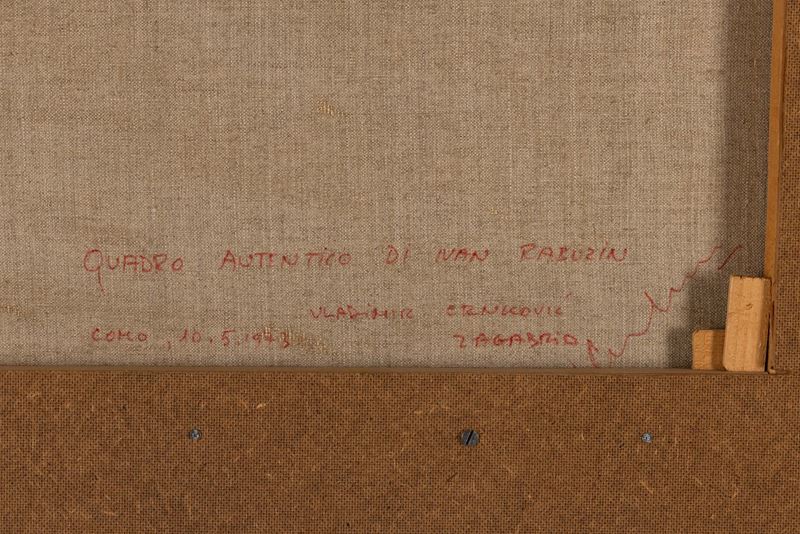 QUADRO AUTENTICO DI IVAN RABUZIN
VLADIMIR CRNKOVIĆ
COMO, 10.5.1973 ZAGABRIA